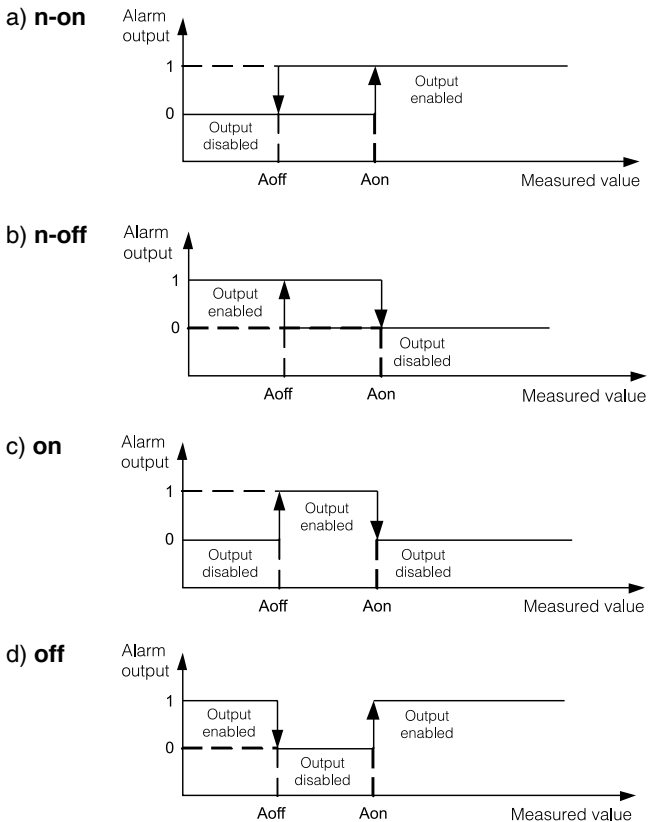 a) n-on
Alarm
output
1
0
Output
disabled
Output
enabled
Aoff
Aon
Measured value
b) n-off
Alarm
output
1
0
Output
enabled
Output
disabled
Aoff
Aon
Measured value
c) on
Alarm
output
1
0
Output
disabled
Output
enabled
Output
disabled
Aoff
Aon
Measured value
d) off
Alarm
output
1
0
Output
enabled
Output
disabled
Output
enabled
Aoff
Aon
Measured value